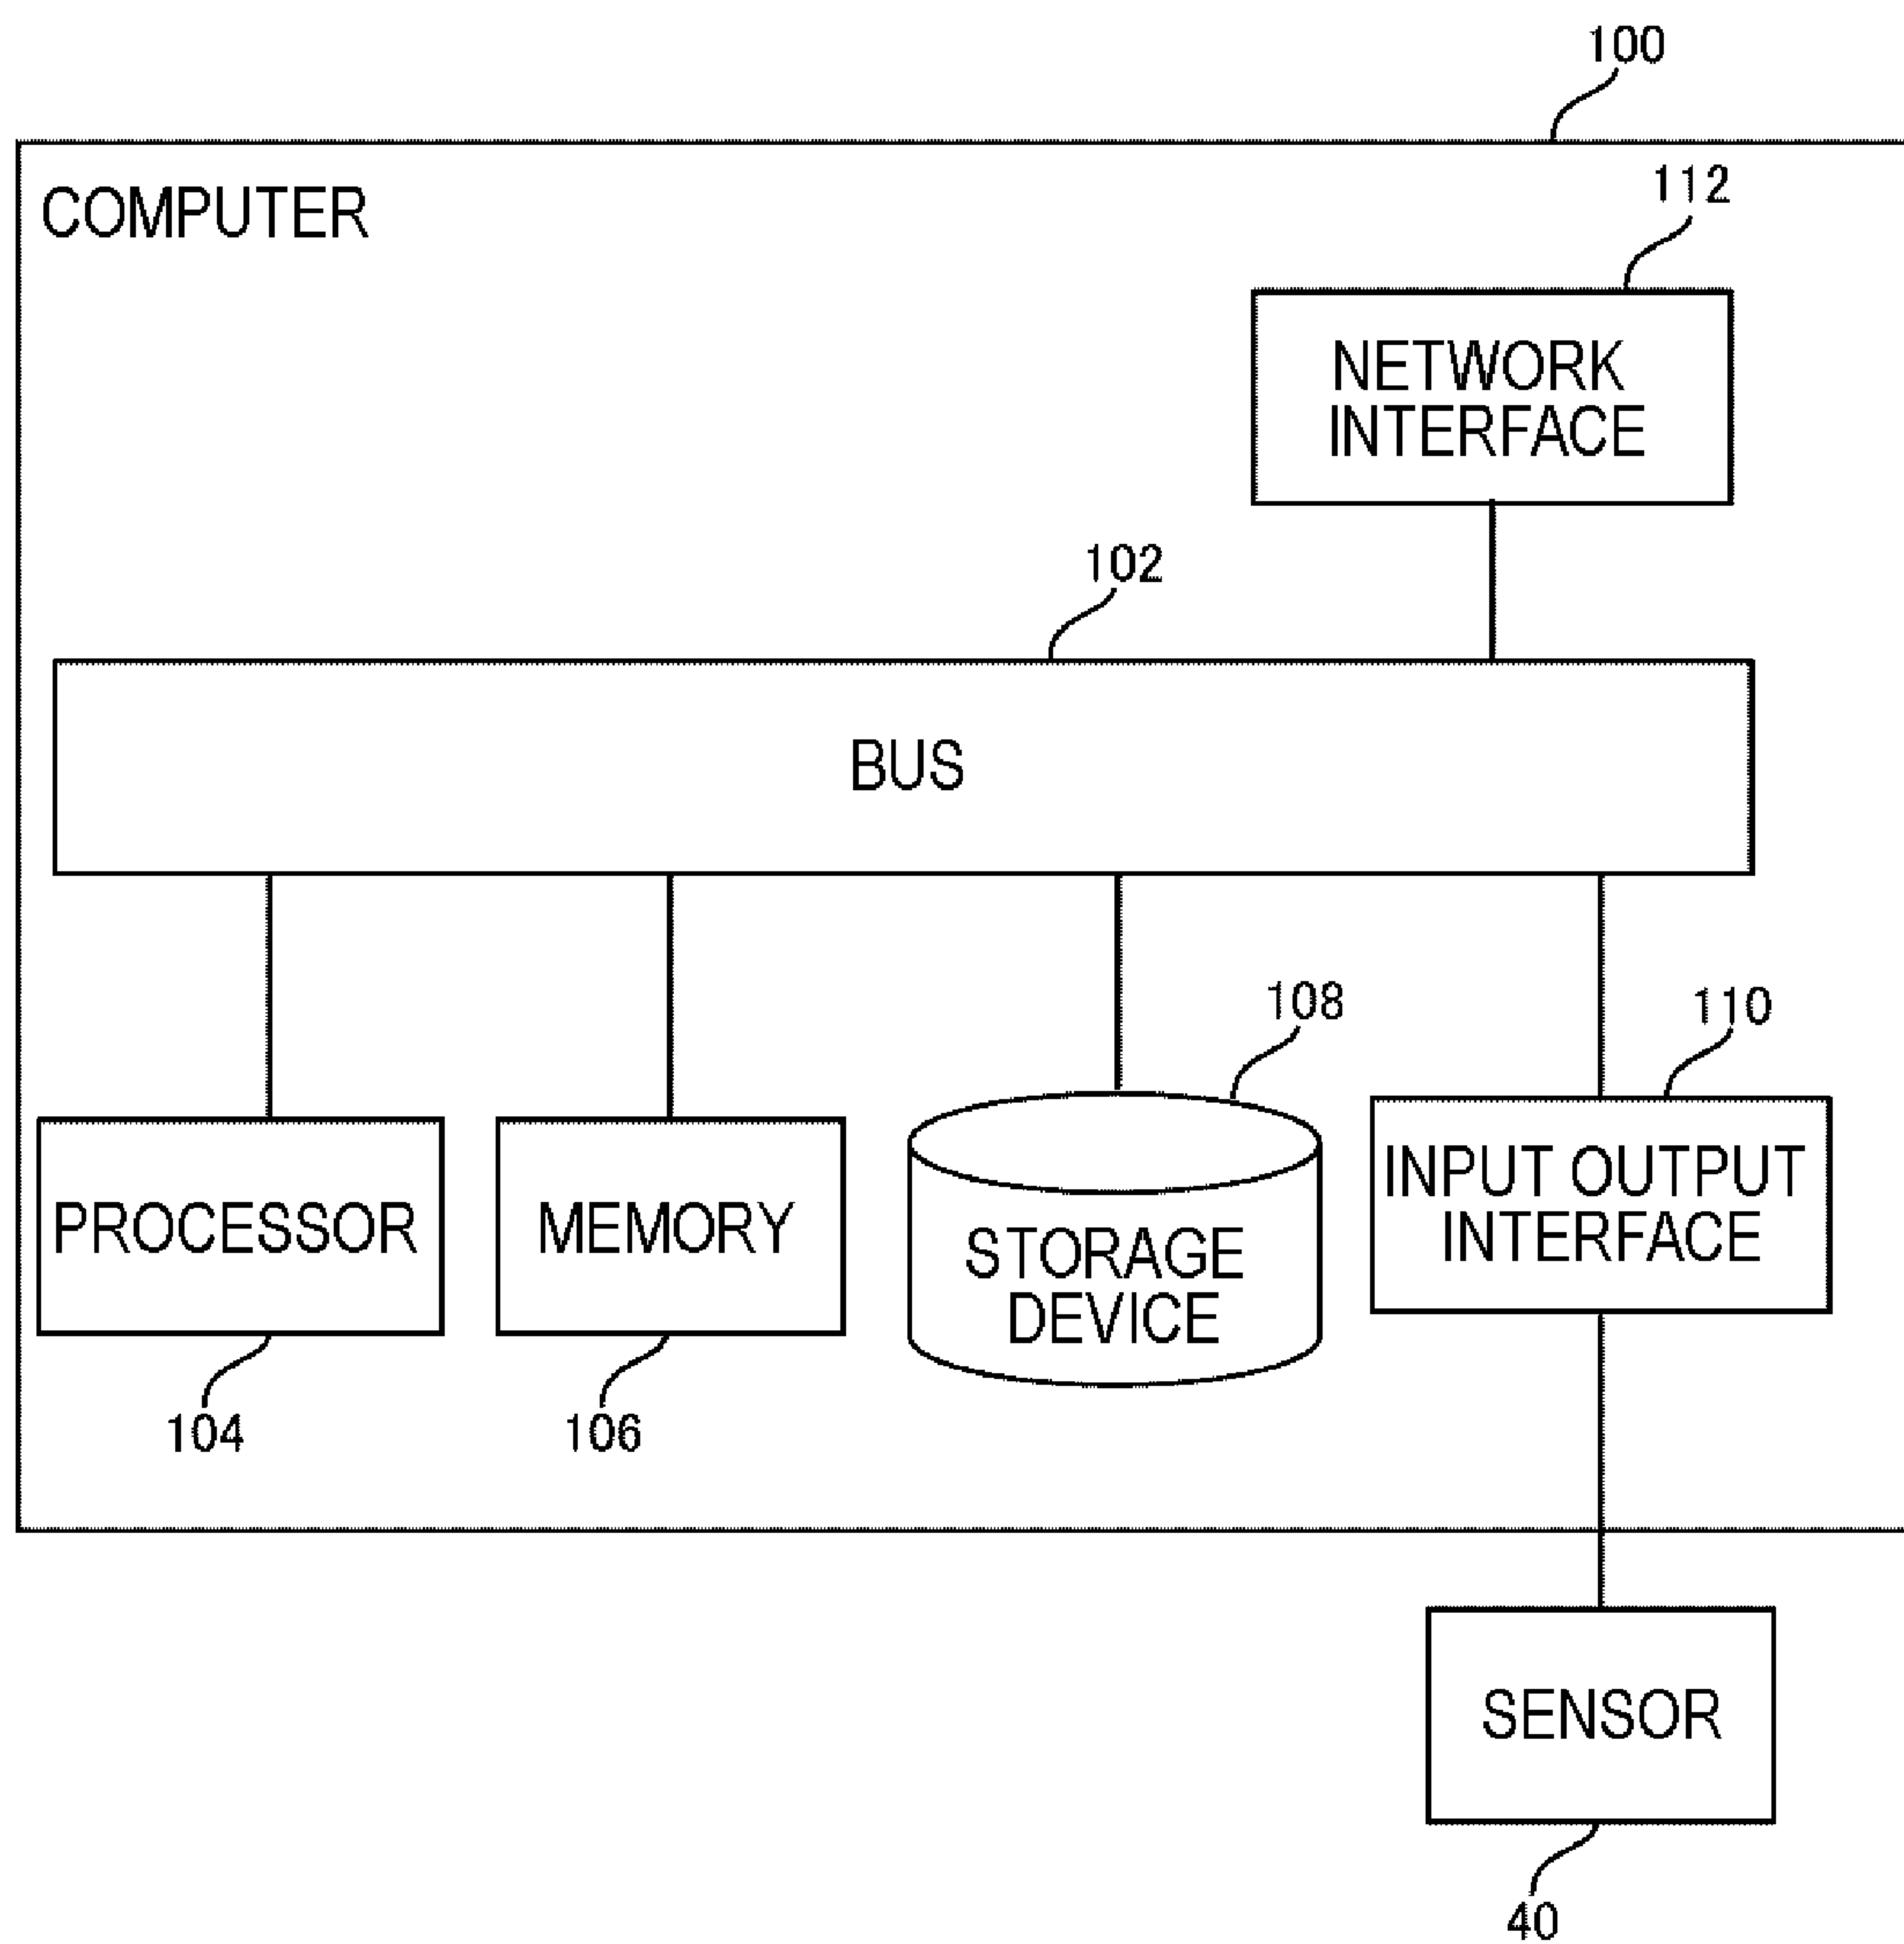 100
COMPUTER
112
NETWORK
INTERFACE
102
BUS
108
110
PROCESSOR
MEMORY
STORAGE
DEVICE
INPUT OUTPUT
INTERFACE
104
106
SENSOR
40